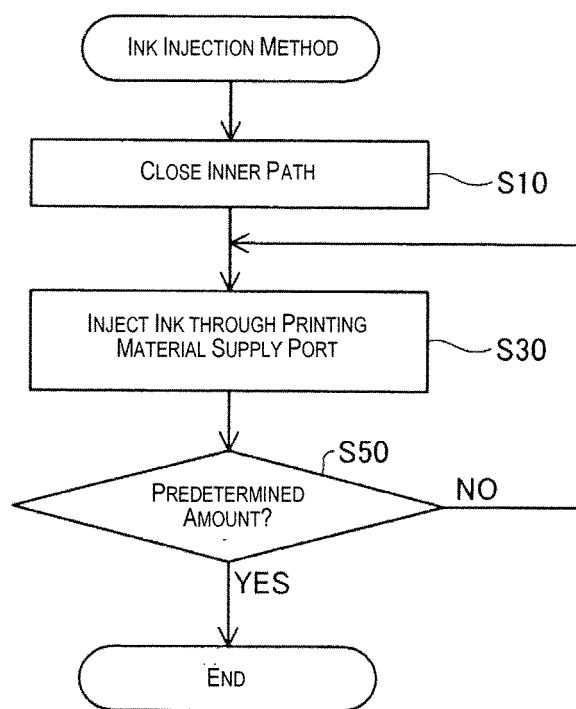 INK INJECTION METHOD
CLOSE INNER PATH
S10
INJECT INK THROUGH PRINTING
MATERIAL SUPPLY PORT
S30
S50
PREDETERMINED
AMOUNT?
NO
YES
END